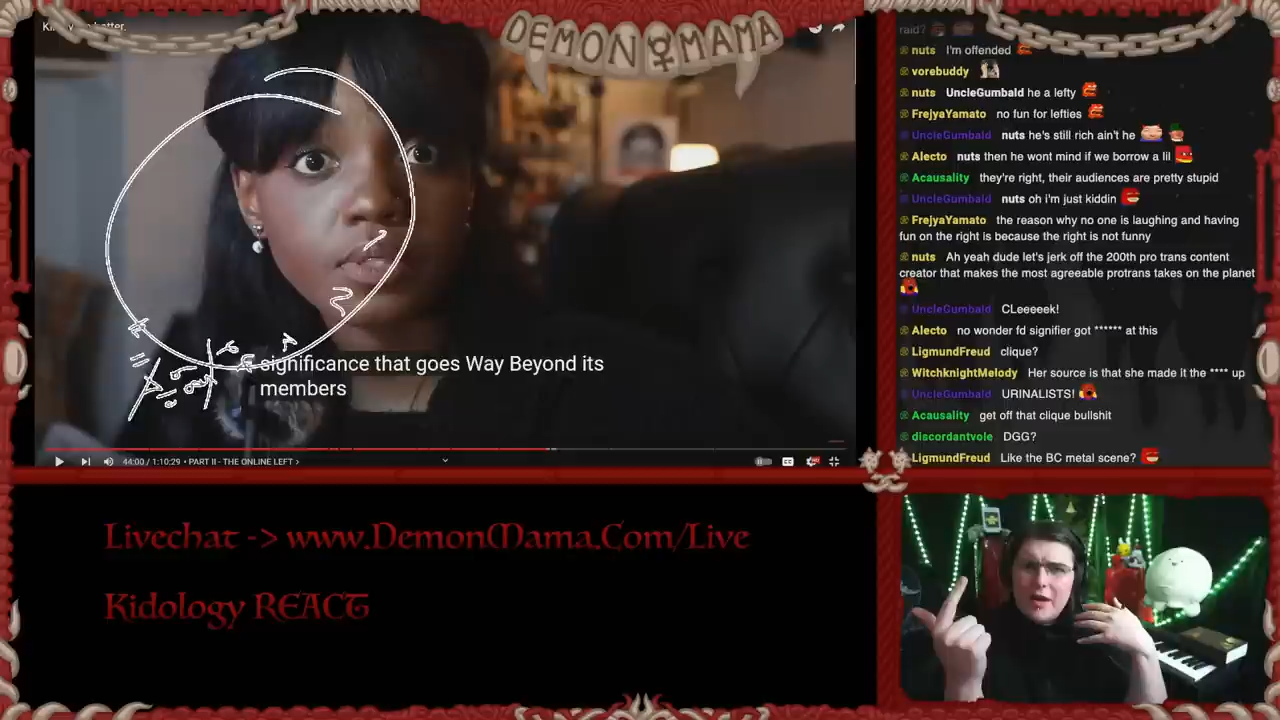 DEMON MAMA
significance that goes Way Beyond its
members
44:00 / 1:10:29 • PART II - THE ONLINE LEFT >
Livechat -> www.DemonMama.Com/Live
Kidology REACT
raid?
nuts I'm offended
vorebuddy
nuts UncleGumbald he a lefty
FrejyaYamato no fun for lefties
UncleGumbald nuts he's still rich ain't he
Alecto nuts then he wont mind if we borrow a lil
Acausality they're right, their audiences are pretty stupid
UncleGumbald nuts oh i'm just kiddin
FrejyaYamato the reason why no one is laughing and having
fun on the right is because the right is not funny
nuts Ah yeah dude let's jerk off the 200th pro trans content
creator that makes the most agreeable protrans takes on the planet
UncleGumbald CLeeeeek!
Alecto no wonder fd signifier got ****** at this
LigmundFreud clique?
WitchknightMelody Her source is that she made it the **** up
UncleGumbald URINALISTS!
Acausality get off that clique bullshit
discordantvole DGG?
LigmundFreud Like the BC metal scene?